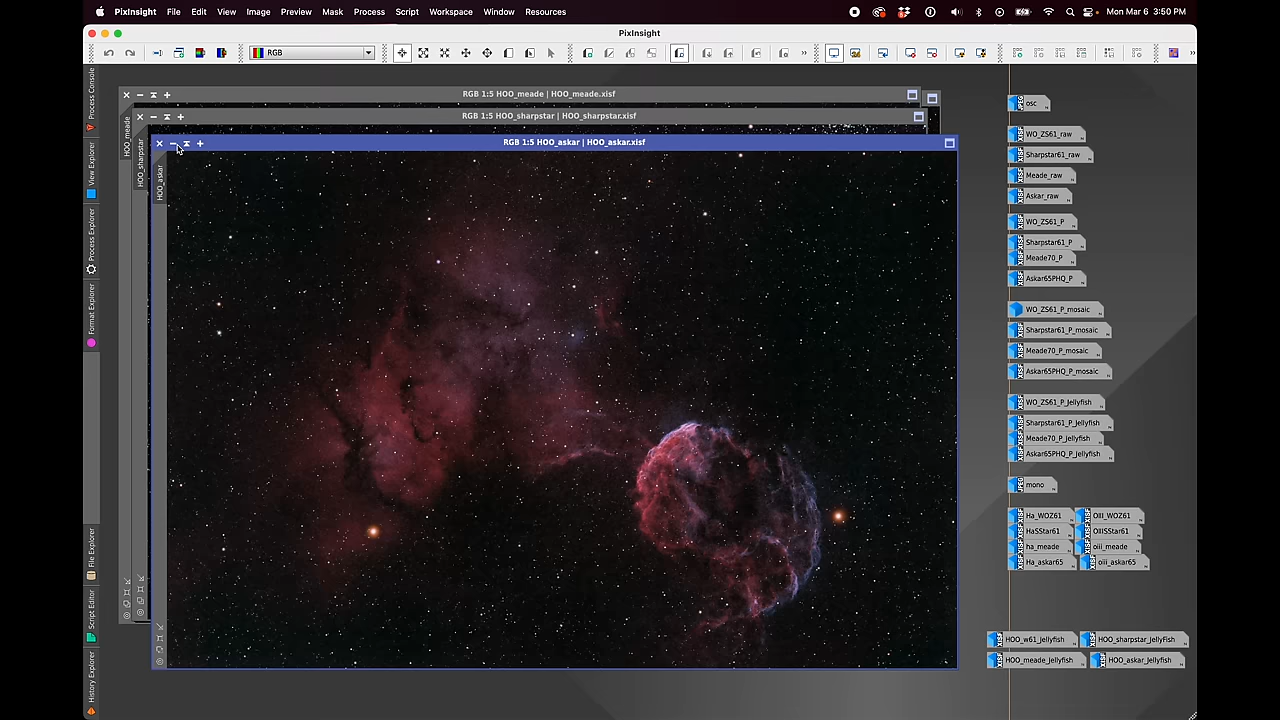 PixInsight File Edit View Image Preview Mask Process Script Workspace Window Resources Mon Mar 6 3:50 PM
PixInsight
RGB
Process Console
View Explorer
Process Explorer
Format Explorer
File Explorer
Script Editor
History Explorer
RGB 1:5 HOO_meade | HOO_meade.xisf
HOO_meade
RGB 1:5 HOO_sharpstar | HOO_sharpstar.xisf
HOO_sharpstar
RGB 1:5 HOO_askar | HOO_askar.xisf
HOO_askar
osc
WO_ZS61_raw
Sharpstar61_raw
Meade_raw
Askar_raw
WO_ZS61_P
Sharpstar61_P
Meade70_P
Askar65PHQ_P
WO_ZS61_P_mosaic
Sharpstar61_P_mosaic
Meade70_P_mosaic
Askar65PHQ_P_mosaic
WO_ZS61_P_Jellyfish
Sharpstar61_P_Jellyfish
Meade70_P_Jellyfish
Askar65PHQ_P_Jellyfish
mono
Ha_WOZ61 OIII_WOZ61
HaSStar61 OIIISStar61
ha_meade oiii_meade
Ha_askar65 oiii_askar65
HOO_w61_Jellyfish HOO_sharpstar_JellyFish
HOO_meade_Jellyfish HOO_askar_Jellyfish